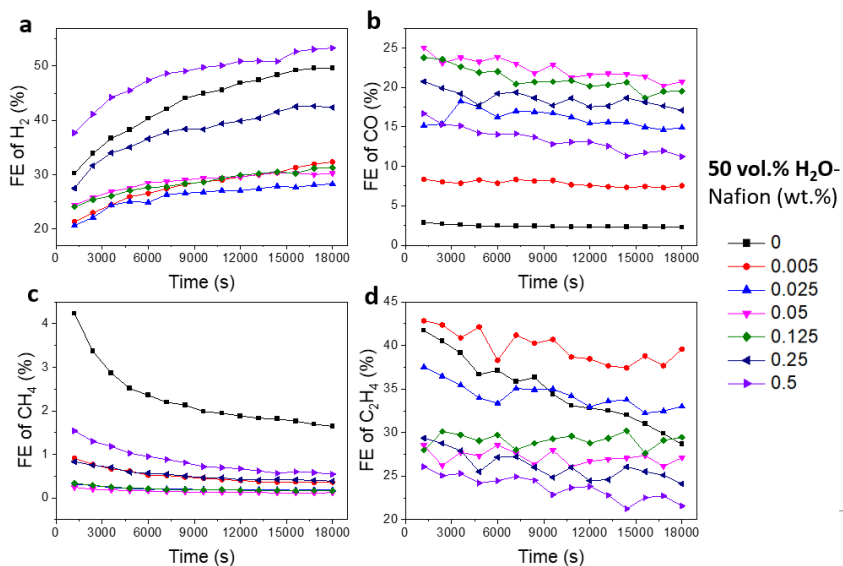 a
FE of H2 (%)
50
40
30
20
0 3000 6000 9000 12000 15000 18000
Time (s)
b
FE of CO (%)
25
20
15
10
5
0
0 3000 6000 9000 12000 15000 18000
Time (s)
c
FE of CH4 (%)
4
3
2
1
0
0 3000 6000 9000 12000 15000 18000
Time (s)
d
FE of C2H4 (%)
45
40
35
30
25
20
0 3000 6000 9000 12000 15000 18000
Time (s)
50 vol.% H2O-
Nafion (wt.%)
0
0.005
0.025
0.05
0.125
0.25
0.5